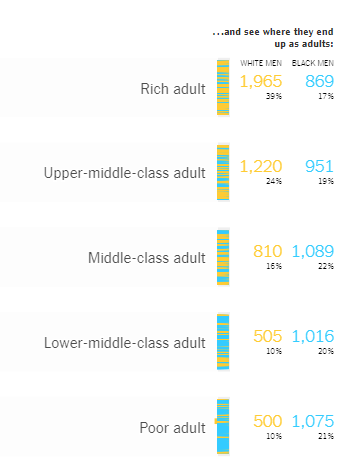 ...and see where they end
up as adults:
WHITE MEN BLACK MEN
Rich adult 1,965 869
39% 17%
Upper-middle-class adult 1,220 951
24% 19%
Middle-class adult 810 1,089
16% 22%
Lower-middle-class adult 505 1,016
10% 20%
Poor adult 500 1,075
10% 21%